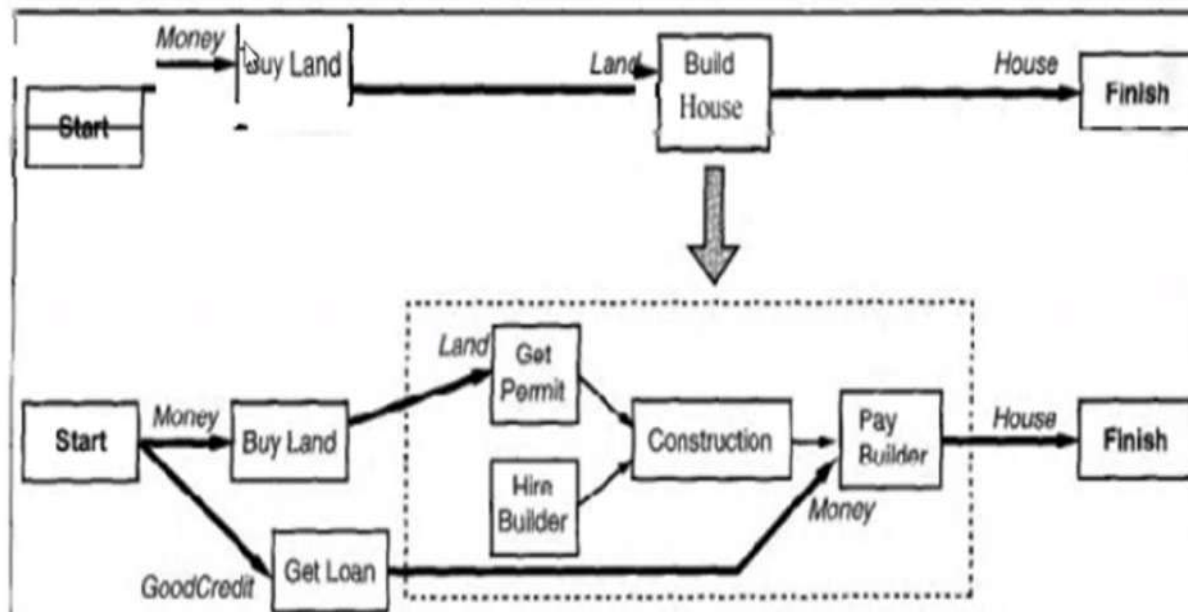 Money
Buy Land
Land
Build
House
House
Finish
Start
Land
Get
Permit
Start
Money
Buy Land
Construction
Pay
Builder
House
Finish
Hire
Builder
Money
GoodCredit
Get Loan